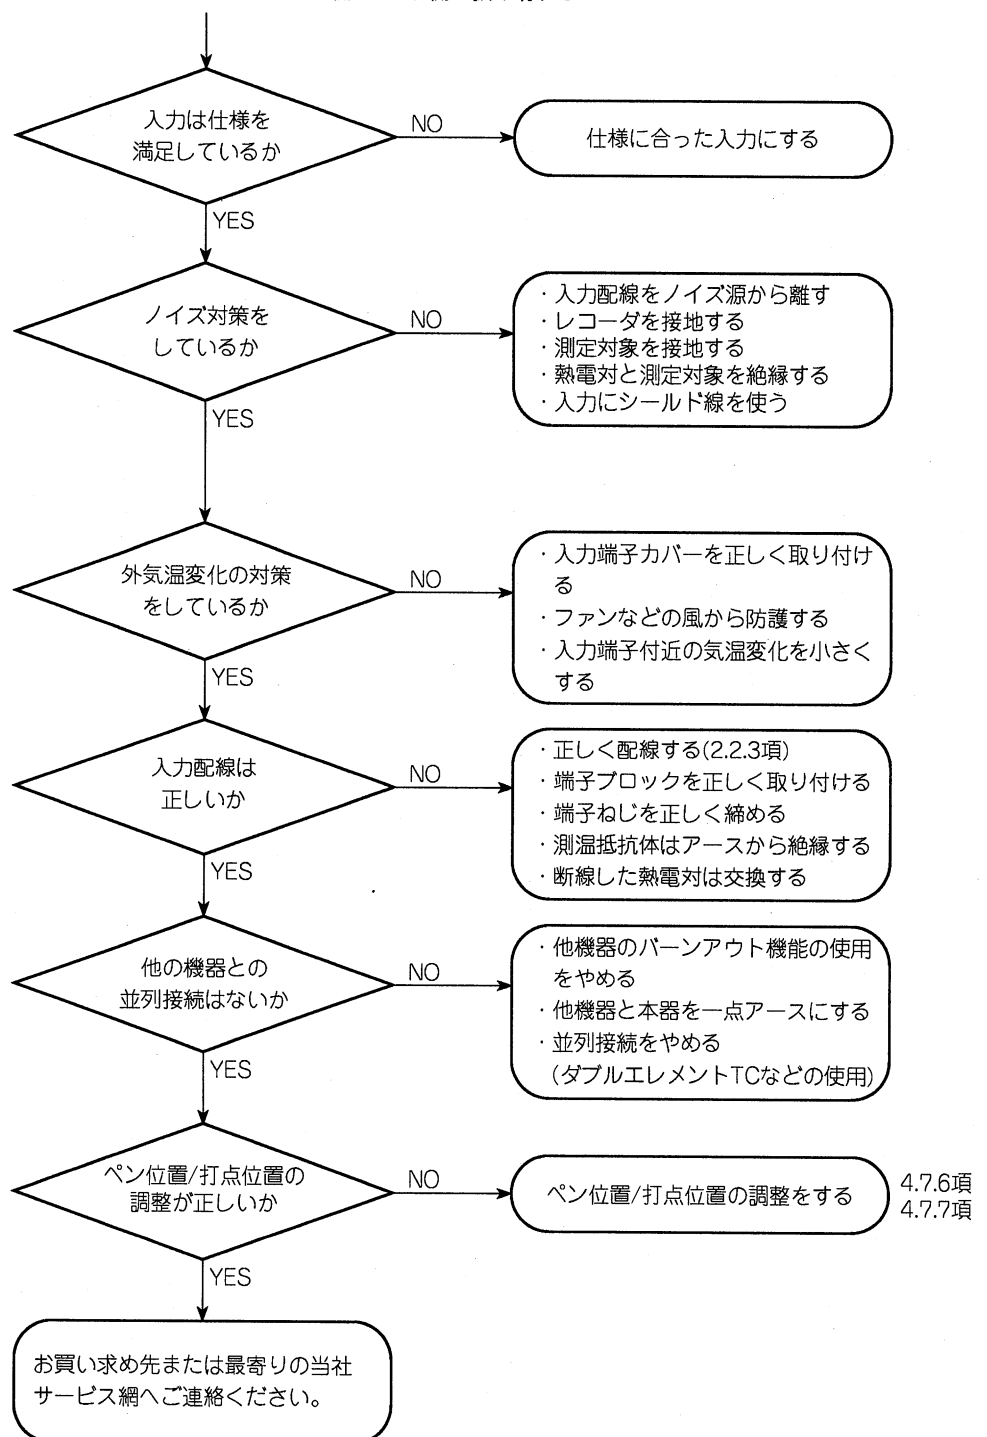 入力は仕様を
満足しているか
NO
仕様に合った入力にする
YES
ノイズ対策を
しているか
NO
・入力配線をノイズ源から離す
・レコーダを接地する
・測定対象を接地する
・熱電対と測定対象を絶縁する
・入力にシールド線を使う
YES
外気温変化の対策
をしているか
NO
・入力端子カバーを正しく取り付け
る
・ファンなどの風から防護する
・入力端子付近の気温変化を小さく
する
YES
入力配線は
正しいか
NO
・正しく配線する(2.2.3項)
・端子ブロックを正しく取り付ける
・端子ねじを正しく締める
・測温抵抗体はアースから絶縁する
・断線した熱電対は交換する
YES
他の機器との
並列接続はないか
NO
・他機器のバーンアウト機能の使用
をやめる
・他機器と本器を一点アースにする
・並列接続をやめる
(ダブルエレメントTCなどの使用)
YES
ペン位置/打点位置の
調整が正しいか
NO
ペン位置/打点位置の調整をする
4.7.6項
4.7.7項
YES
お買い求め先または最寄りの当社
サービス網へご連絡ください。